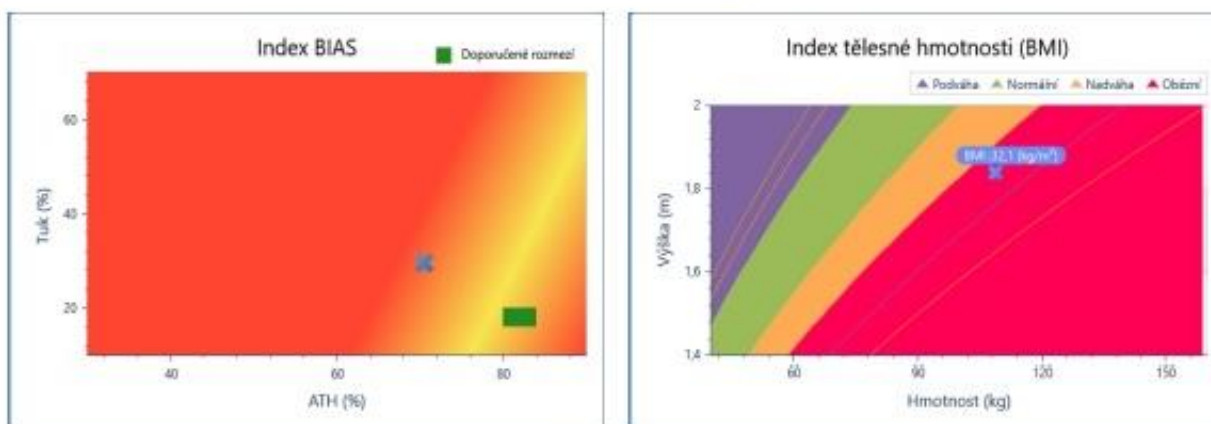 Index BIAS
Doporučené rozmezí
60
40
20
Tuk (%)
40
60
80
ATH (%)
Index tělesné hmotnosti (BMI)
Podváha Normální Nadváha Obézní
2
1,8
1,6
1,4
Výška (m)
BMI: 32,1 (kg/m²)
60
90
120
150
Hmotnost (kg)